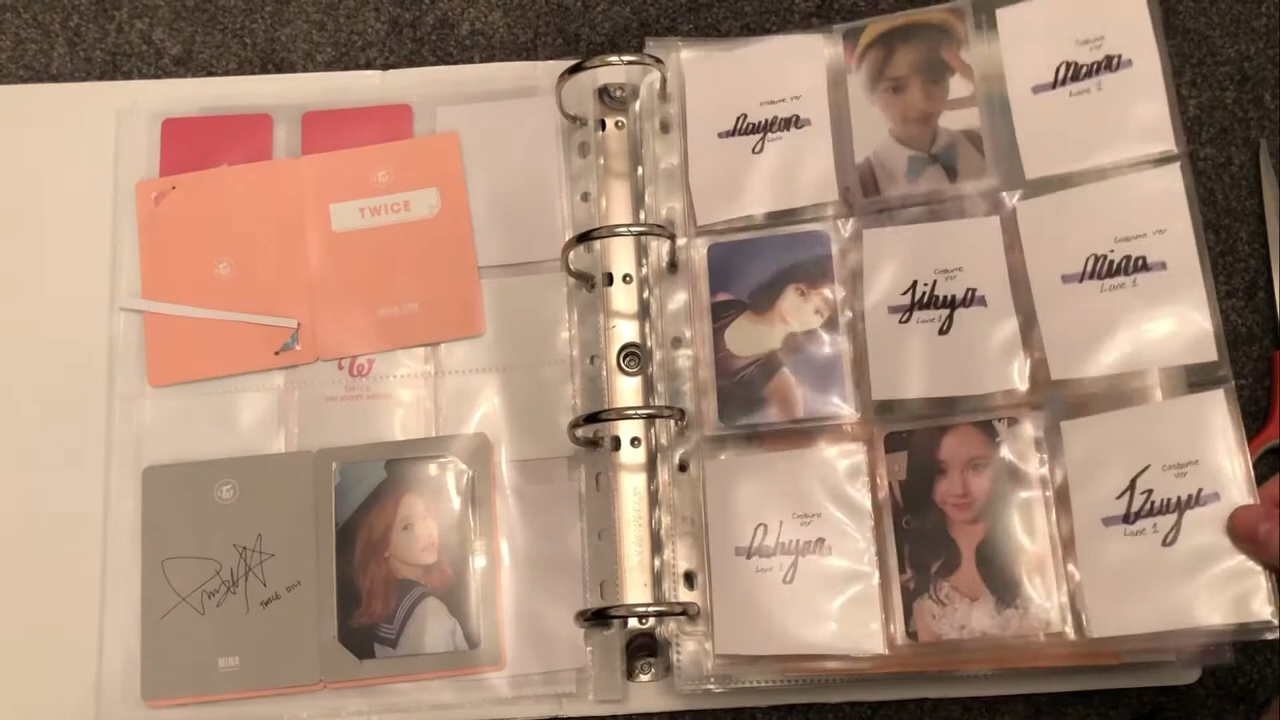 TWICE
TWICE
MINA
costume ver
Nayeon
Lane
Costume
ver
Momo
Lane 1
Costume
ver
Jihyo
Lane 1
Costume ver
Mina
Lane 1
Costume
ver
Dahyun
Lane 1
Costume
ver
Tzuyu
Lane 1